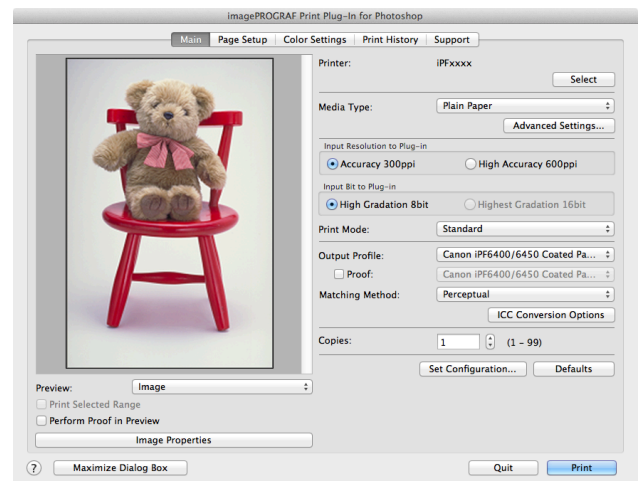 imagePROGRAF Print Plug-In for Photoshop
Main Page Setup Color Settings Print History Support
Printer: iPFxxxx
Select
Media Type: Plain Paper
Advanced Settings...
Input Resolution to Plug-in
Accuracy 300ppi High Accuracy 600ppi
Input Bit to Plug-in
High Gradation 8bit Highest Gradation 16bit
Print Mode: Standard
Output Profile: Canon iPF6400/6450 Coated Pa...
Proof: Canon iPF6400/6450 Coated Pa...
Matching Method: Perceptual
ICC Conversion Options
Copies: 1 (1 – 99)
Set Configuration... Defaults
Preview: Image
Print Selected Range
Perform Proof in Preview
Image Properties
? Maximize Dialog Box Quit Print